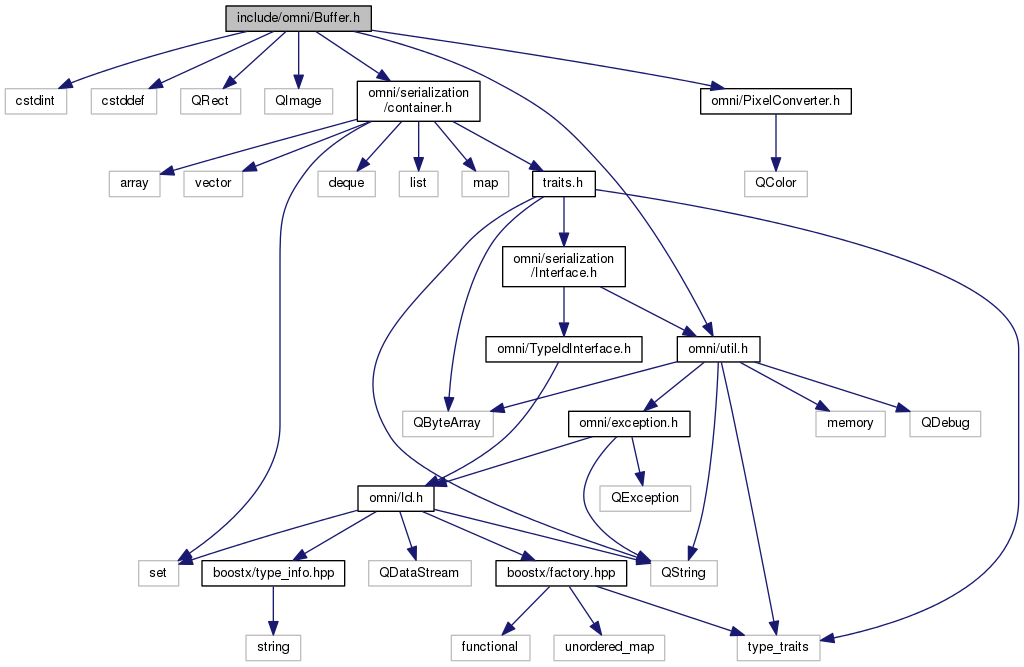 include/omni/Buffer.h
cstdint
cstddef
QRect
QImage
omni/serialization
/container.h
omni/PixelConverter.h
array
vector
deque
list
map
traits.h
QColor
omni/serialization
/Interface.h
omni/TypeIdInterface.h
omni/util.h
QByteArray
omni/exception.h
memory
QDebug
omni/Id.h
QException
set
boostx/type_info.hpp
QDataStream
boostx/factory.hpp
QString
string
functional
unordered_map
type_traits